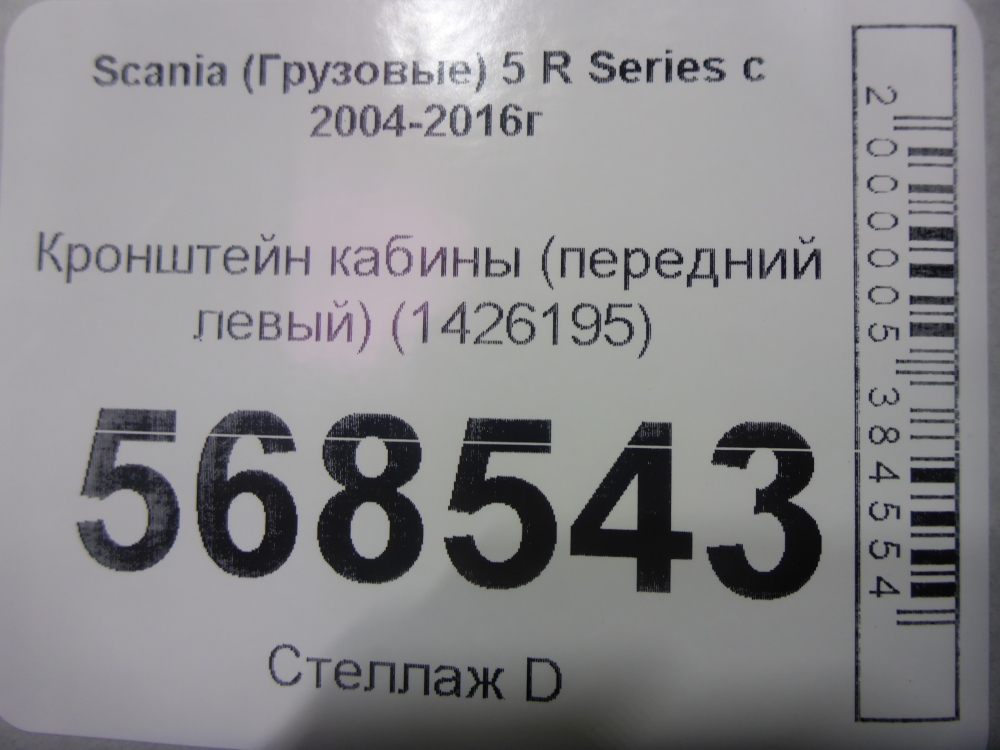 Scania (Грузовые) 5 R Series с
2004-2016г
Кронштейн кабины (передний
левый) (1426195)
568543
Стеллаж D
2000005384554